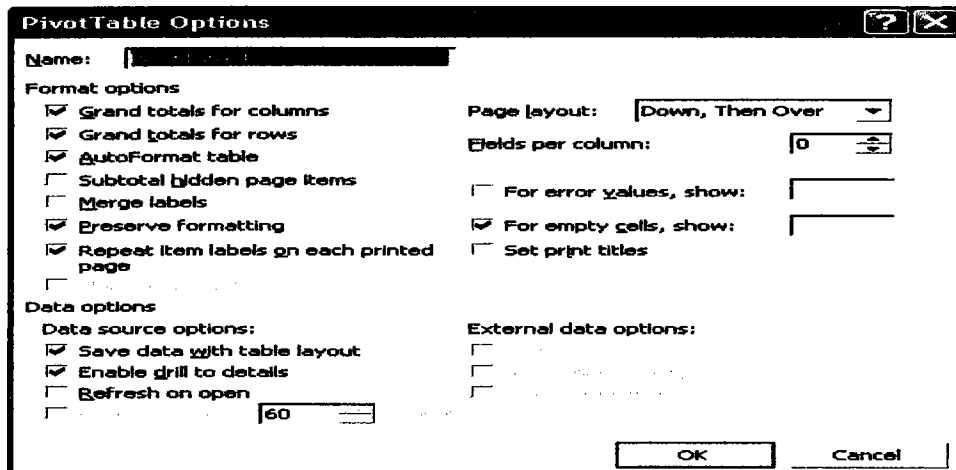 PivotTable Options
Name:
Format options
Grand totals for columns
Grand totals for rows
AutoFormat table
Subtotal hidden page items
Merge labels
Preserve formatting
Repeat item labels on each printed
page
Page layout: Down, Then Over
Fields per column: 0
For error values, show:
For empty cells, show:
Set print titles
Data options
Data source options:
Save data with table layout
Enable drill to details
Refresh on open
60
External data options:
OK Cancel